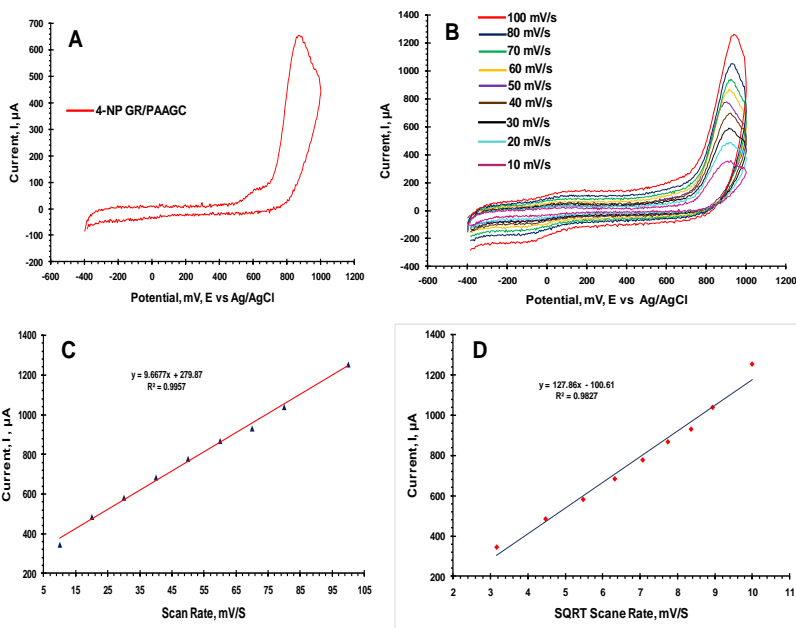 A
4-NP GR/PAAGC
Current, I, µA
700
600
500
400
300
200
100
0
-100
-200
-600 -400 -200 0 200 400 600 800 1000 1200
Potential, mV, E vs Ag/AgCl
B
100 mV/s
80 mV/s
70 mV/s
60 mV/s
50 mV/s
40 mV/s
30 mV/s
20 mV/s
10 mV/s
Current, I, µA
1400
1200
1000
800
600
400
200
0
-200
-400
-600 -400 -200 0 200 400 600 800 1000 1200
Potential, mV, E vs Ag/AgCl
C
y = 9.6677x + 279.87
R² = 0.9957
Current, I, µA
1400
1200
1000
800
600
400
200
5 15 25 35 45 55 65 75 85 95 105
Scan Rate, mV/S
D
y = 127.86x - 100.61
R² = 0.9827
Current, I, µA
1400
1200
1000
800
600
400
200
2 3 4 5 6 7 8 9 10 11
SQRT Scane Rate, mV/S